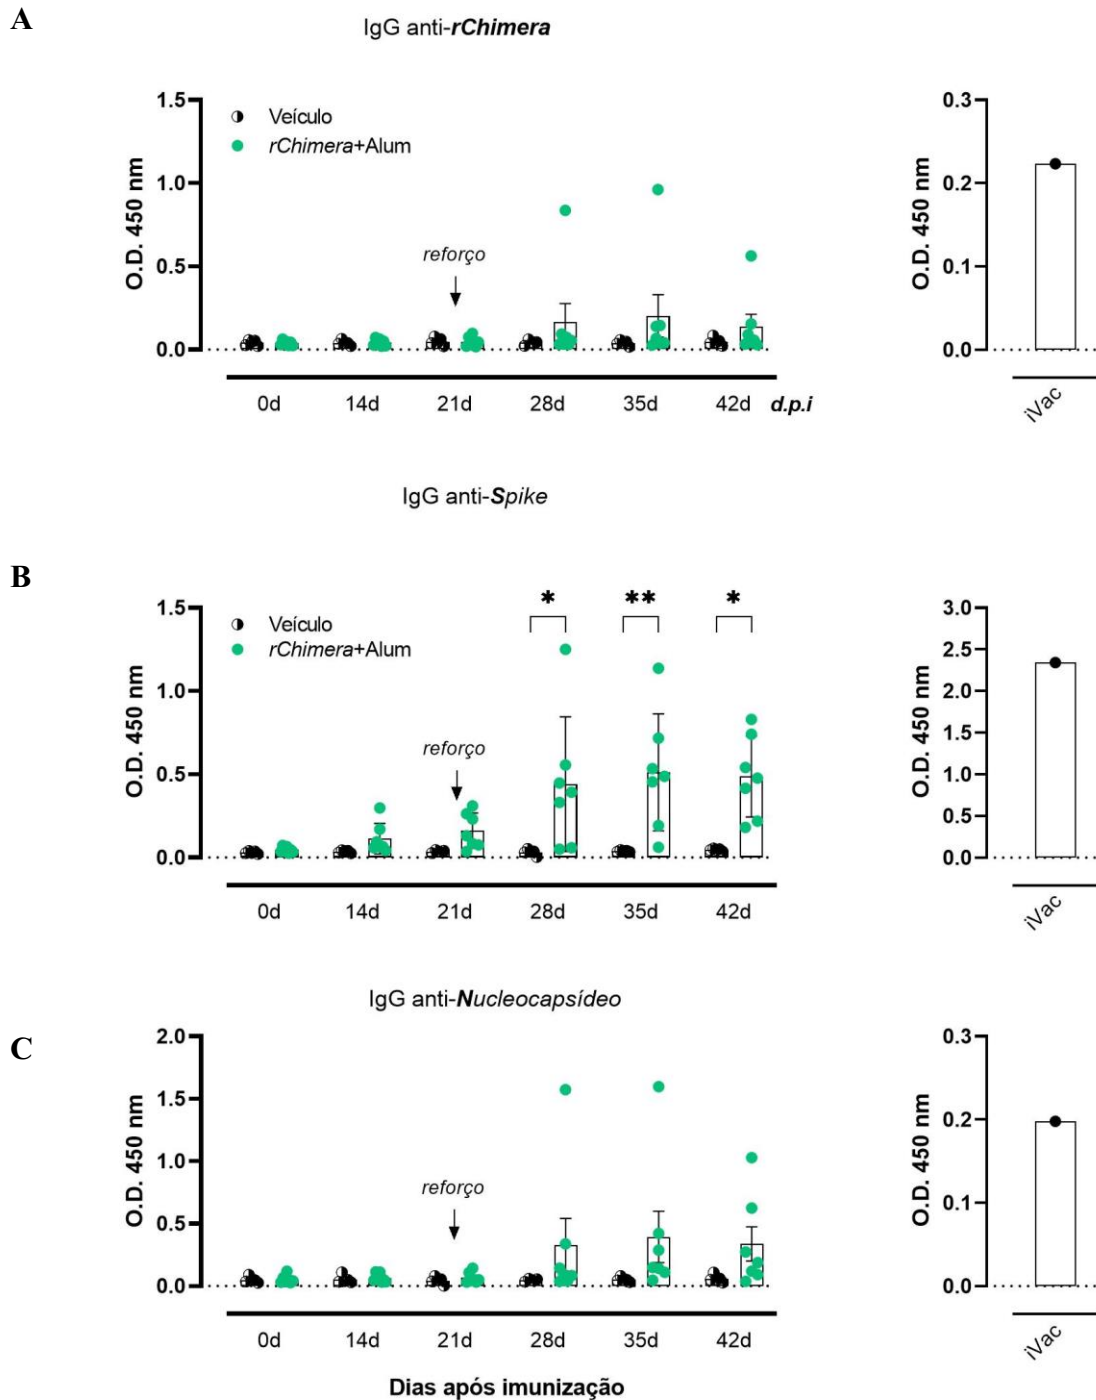 A
IgG anti-rChimera
O.D. 450 nm
1.5
1.0
0.5
0.0
Veículo
rChimera+Alum
reforço
0d 14d 21d 28d 35d 42d d.p.i
O.D. 450 nm
0.3
0.2
0.1
0.0
iVac
IgG anti-Spike
B
O.D. 450 nm
1.5
1.0
0.5
0.0
Veículo
rChimera+Alum
reforço
* ** *
0d 14d 21d 28d 35d 42d
O.D. 450 nm
3.0
2.5
2.0
1.5
1.0
0.5
0.0
iVac
IgG anti-Nucleocapsídeo
C
O.D. 450 nm
2.0
1.5
1.0
0.5
0.0
reforço
0d 14d 21d 28d 35d 42d
Dias após imunização
O.D. 450 nm
0.3
0.2
0.1
0.0
iVac